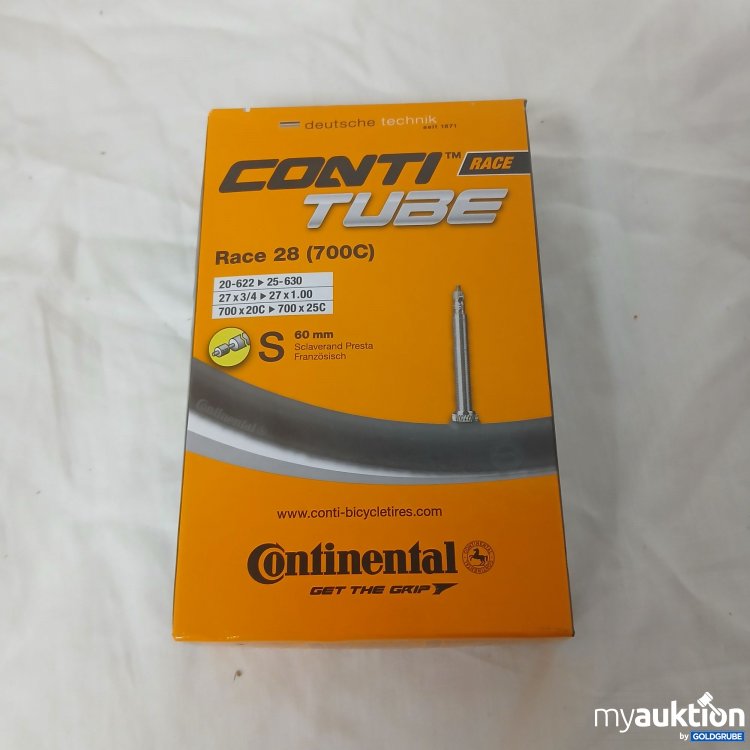 deutsche technik
seit 1871
CONTI™ RACE
TUBE
Race 28 (700C)
20-622 ▶ 25-630
27 x 3/4 ▶ 27 x 1.00
700 x 20C ▶ 700 x 25C
S 60 mm
Sclaverand Presta
Französisch
Continental
www.conti-bicycletires.com
Continental
GET THE GRIP
myauktion
by GOLDGRUBE